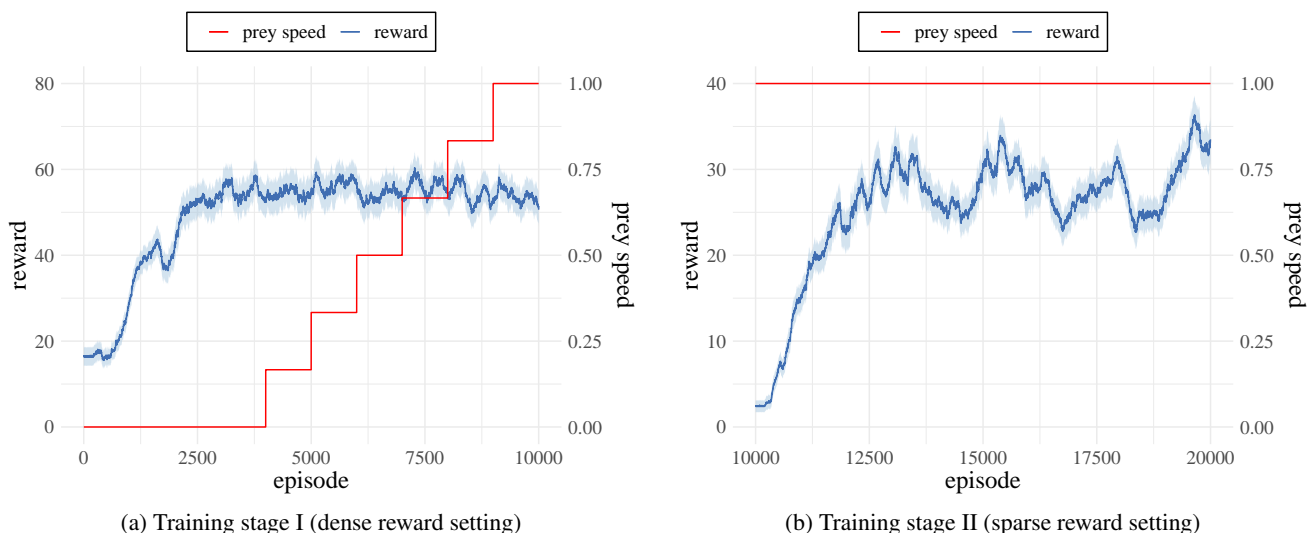 prey speed reward
80
60
40
20
0
reward
1.00
0.75
0.50
0.25
0.00
prey speed
0 2500 5000 7500 10000
episode
(a) Training stage I (dense reward setting)
prey speed reward
40
30
20
10
0
reward
1.00
0.75
0.50
0.25
0.00
prey speed
10000 12500 15000 17500 20000
episode
(b) Training stage II (sparse reward setting)